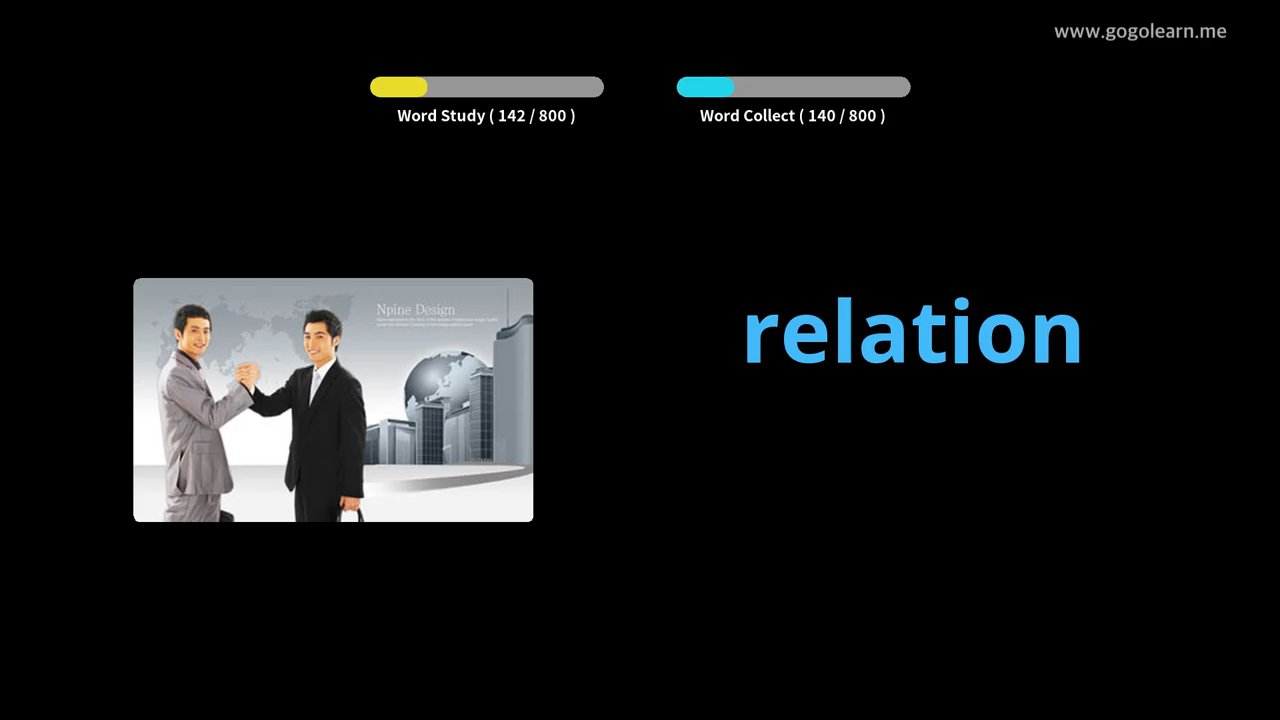 www.gogolearn.me
Word Study ( 142 / 800 )
Word Collect ( 140 / 800 )
Npine Design
relation